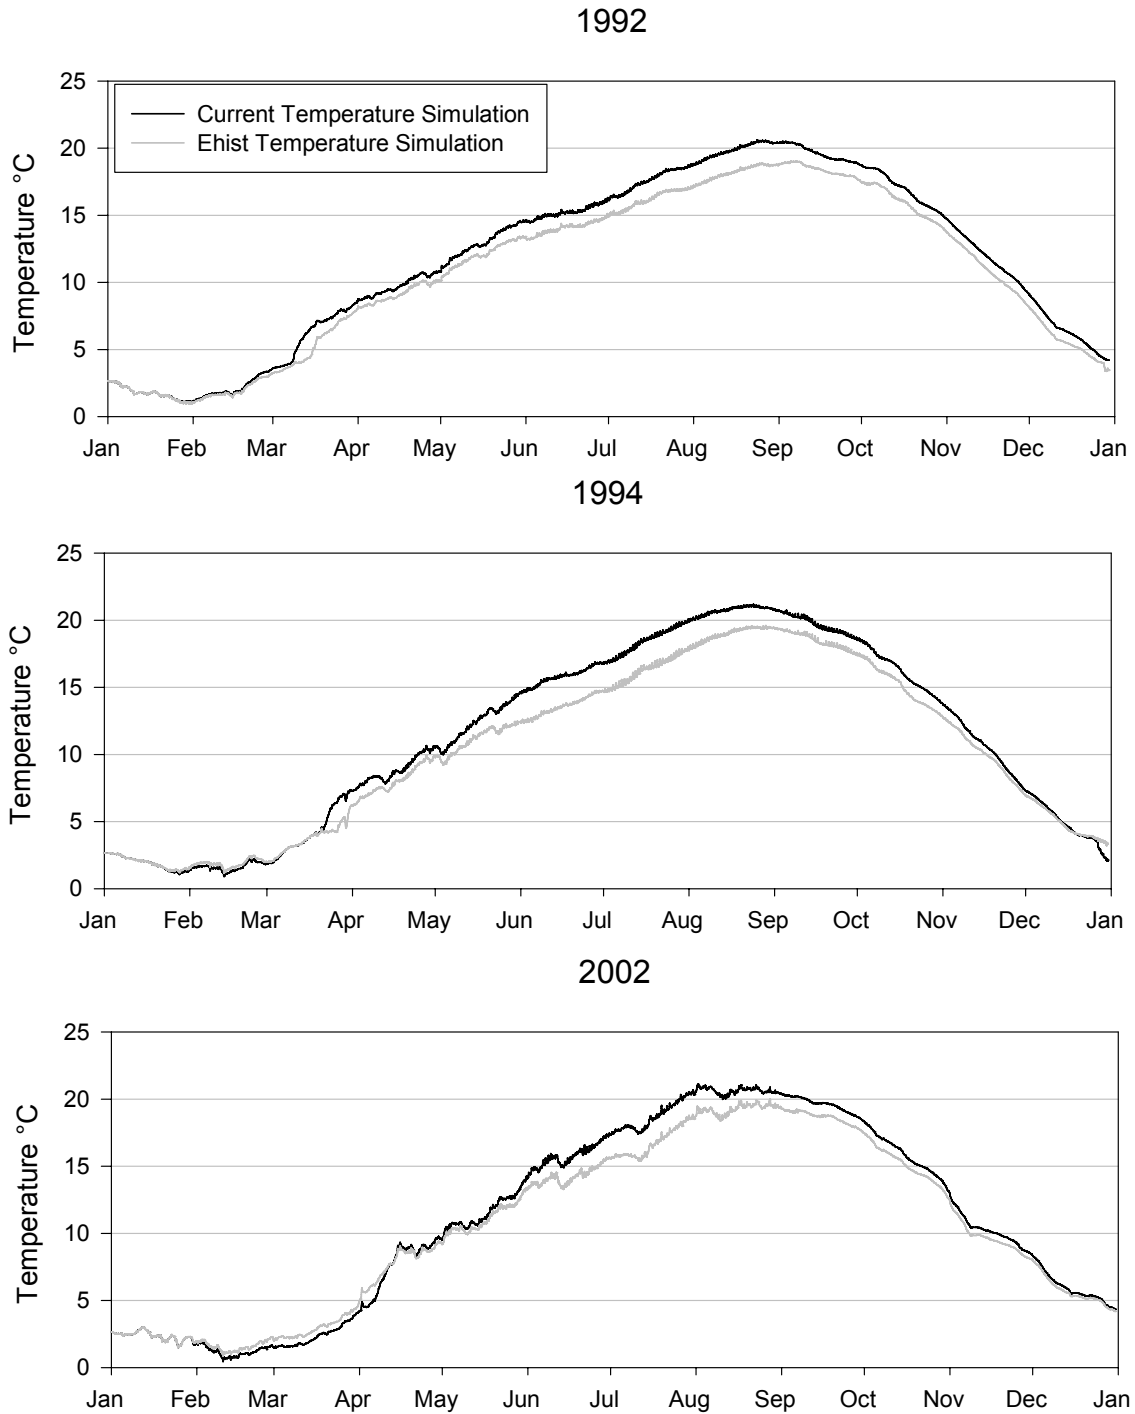 1992
25
Current Temperature Simulation
Ehist Temperature Simulation
20
15
10
5
0
Temperature °C
Jan Feb Mar Apr May Jun Jul Aug Sep Oct Nov Dec Jan
1994
25
20
15
10
5
0
Temperature °C
Jan Feb Mar Apr May Jun Jul Aug Sep Oct Nov Dec Jan
2002
25
20
15
10
5
0
Temperature °C
Jan Feb Mar Apr May Jun Jul Aug Sep Oct Nov Dec Jan